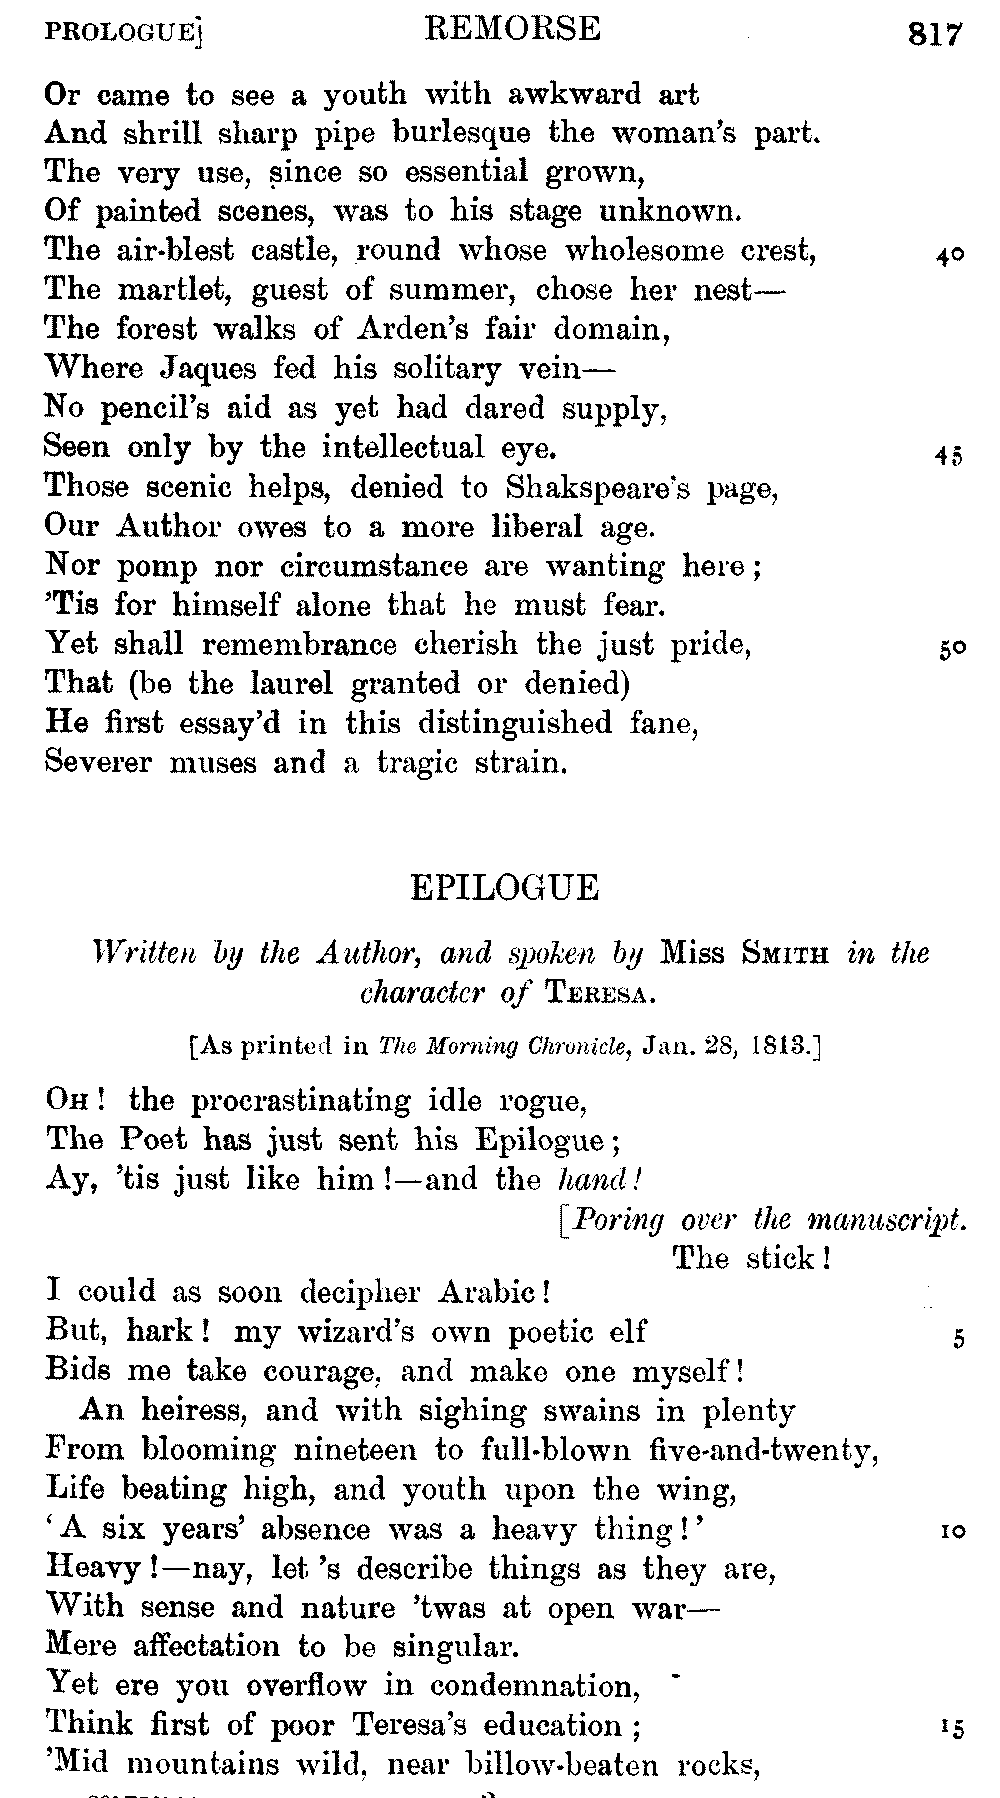 PROLOGUE] REMORSE 817
Or came to see a youth with awkward art
And shrill sharp pipe burlesque the woman's part.
The very use, since so essential grown,
Of painted scenes, was to his stage unknown.
The air-blest castle, round whose wholesome crest, 40
The martlet, guest of summer, chose her nest—
The forest walks of Arden's fair domain,
Where Jaques fed his solitary vein—
No pencil's aid as yet had dared supply,
Seen only by the intellectual eye. 45
Those scenic helps, denied to Shakspeare's page,
Our Author owes to a more liberal age.
Nor pomp nor circumstance are wanting here ;
'Tis for himself alone that he must fear.
Yet shall remembrance cherish the just pride, 50
That (be the laurel granted or denied)
He first essay'd in this distinguished fane,
Severer muses and a tragic strain.
EPILOGUE
Written by the Author, and spoken by Miss SMITH in the
character of TERESA.
[As printed in The Morning Chronicle, Jan. 28, 1813.]
OH ! the procrastinating idle rogue,
The Poet has just sent his Epilogue ;
Ay, 'tis just like him !—and the hand !
[Poring over the manuscript.
The stick !
I could as soon decipher Arabic !
But, hark ! my wizard's own poetic elf 5
Bids me take courage, and make one myself !
An heiress, and with sighing swains in plenty
From blooming nineteen to full-blown five-and-twenty,
Life beating high, and youth upon the wing,
‘A six years' absence was a heavy thing !’ 10
Heavy !—nay, let 's describe things as they are,
With sense and nature 'twas at open war—
Mere affectation to be singular.
Yet ere you overflow in condemnation,
Think first of poor Teresa's education ; 15
'Mid mountains wild, near billow-beaten rocks,